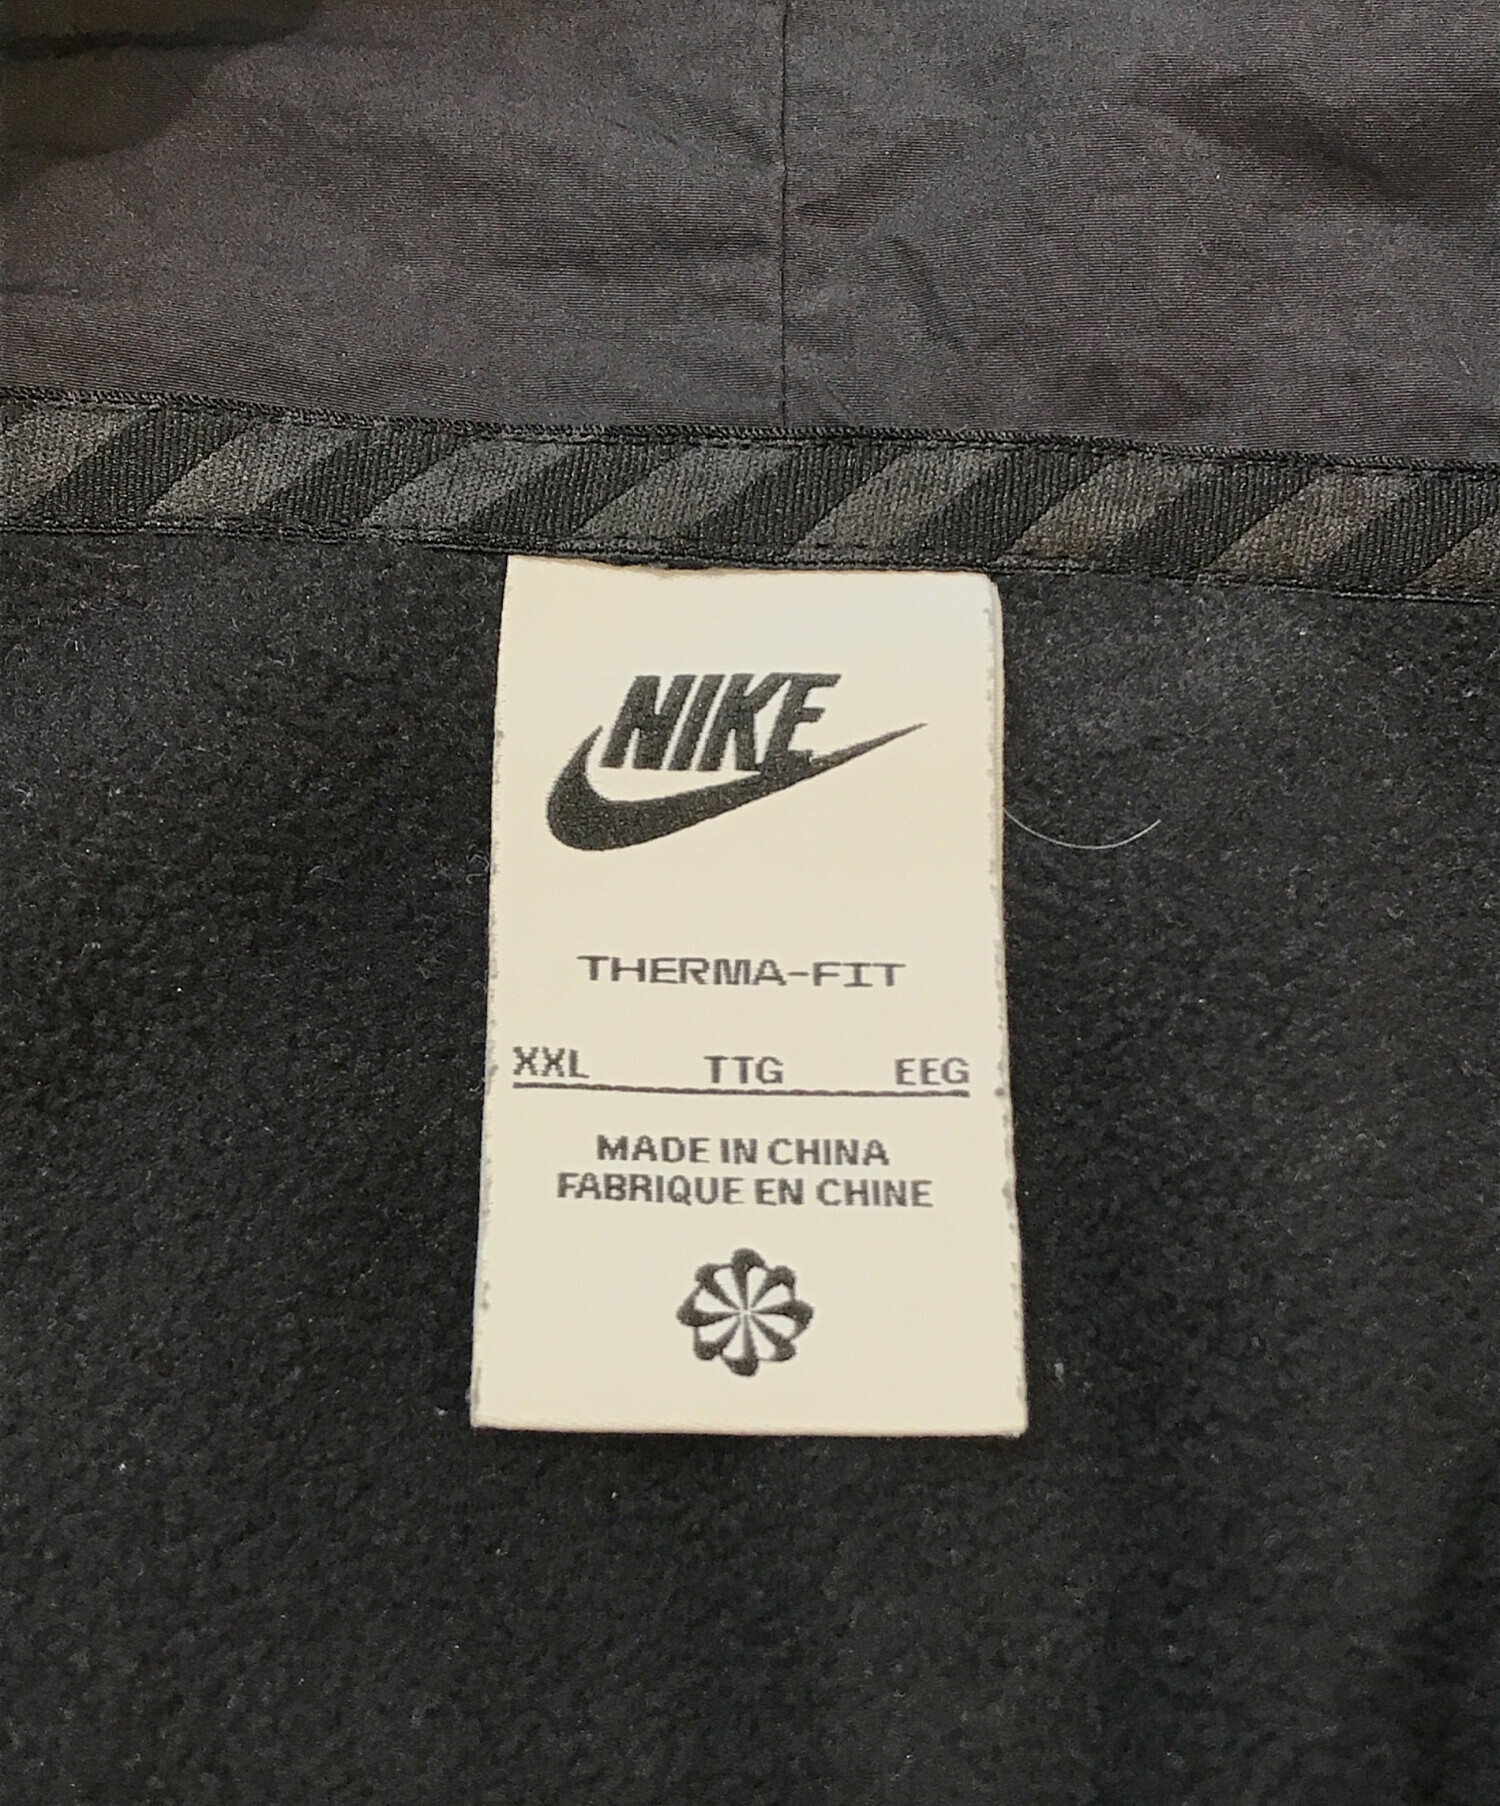 NIKE
THERMA-FIT
XXL TTG EEG
MADE IN CHINA
FABRIQUE EN CHINE